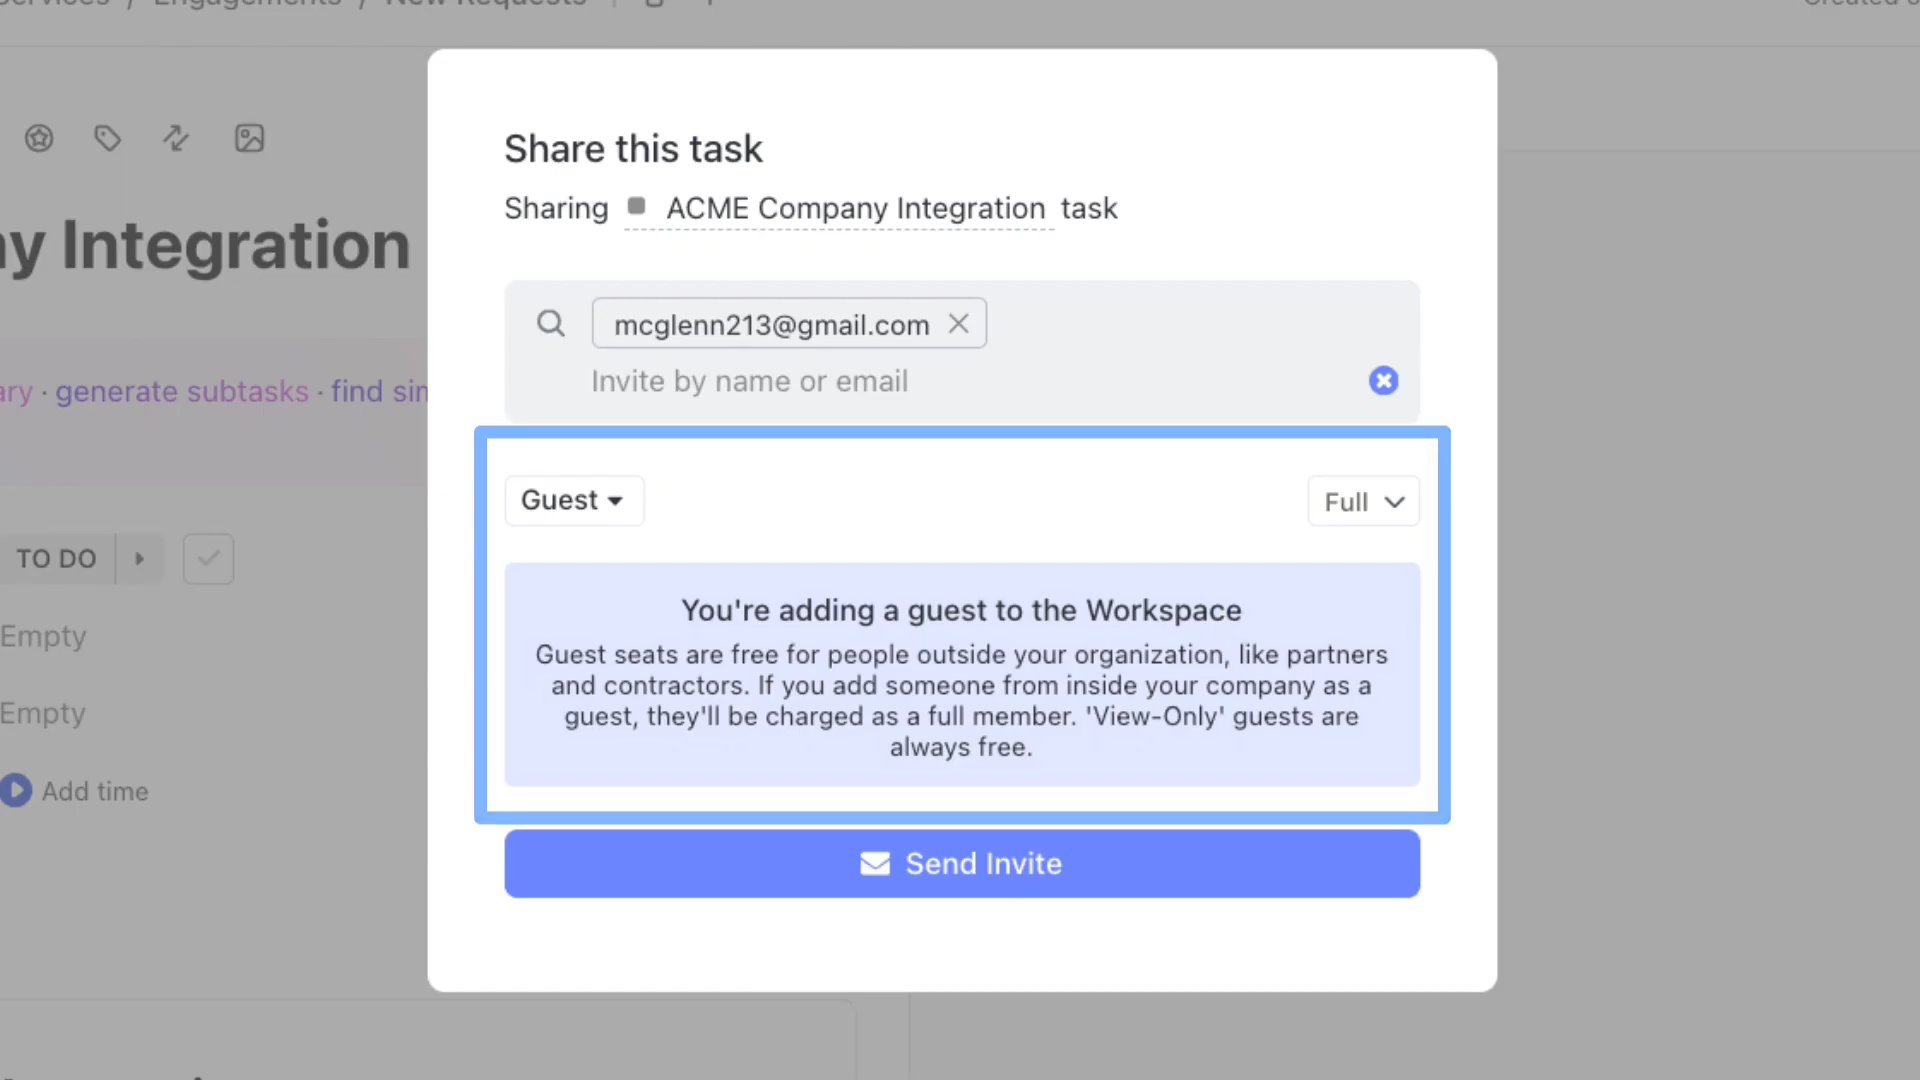 Engagements / New Requests
Share this task
Sharing ACME Company Integration task
Integration
mcglenn213@gmail.com
Invite by name or email
generate subtasks · find
Guest
Full
TO DO
You're adding a guest to the Workspace
Guest seats are free for people outside your organization, like partners
and contractors. If you add someone from inside your company as a
guest, they'll be charged as a full member. 'View-Only' guests are
always free.
Empty
Empty
Add time
Send Invite